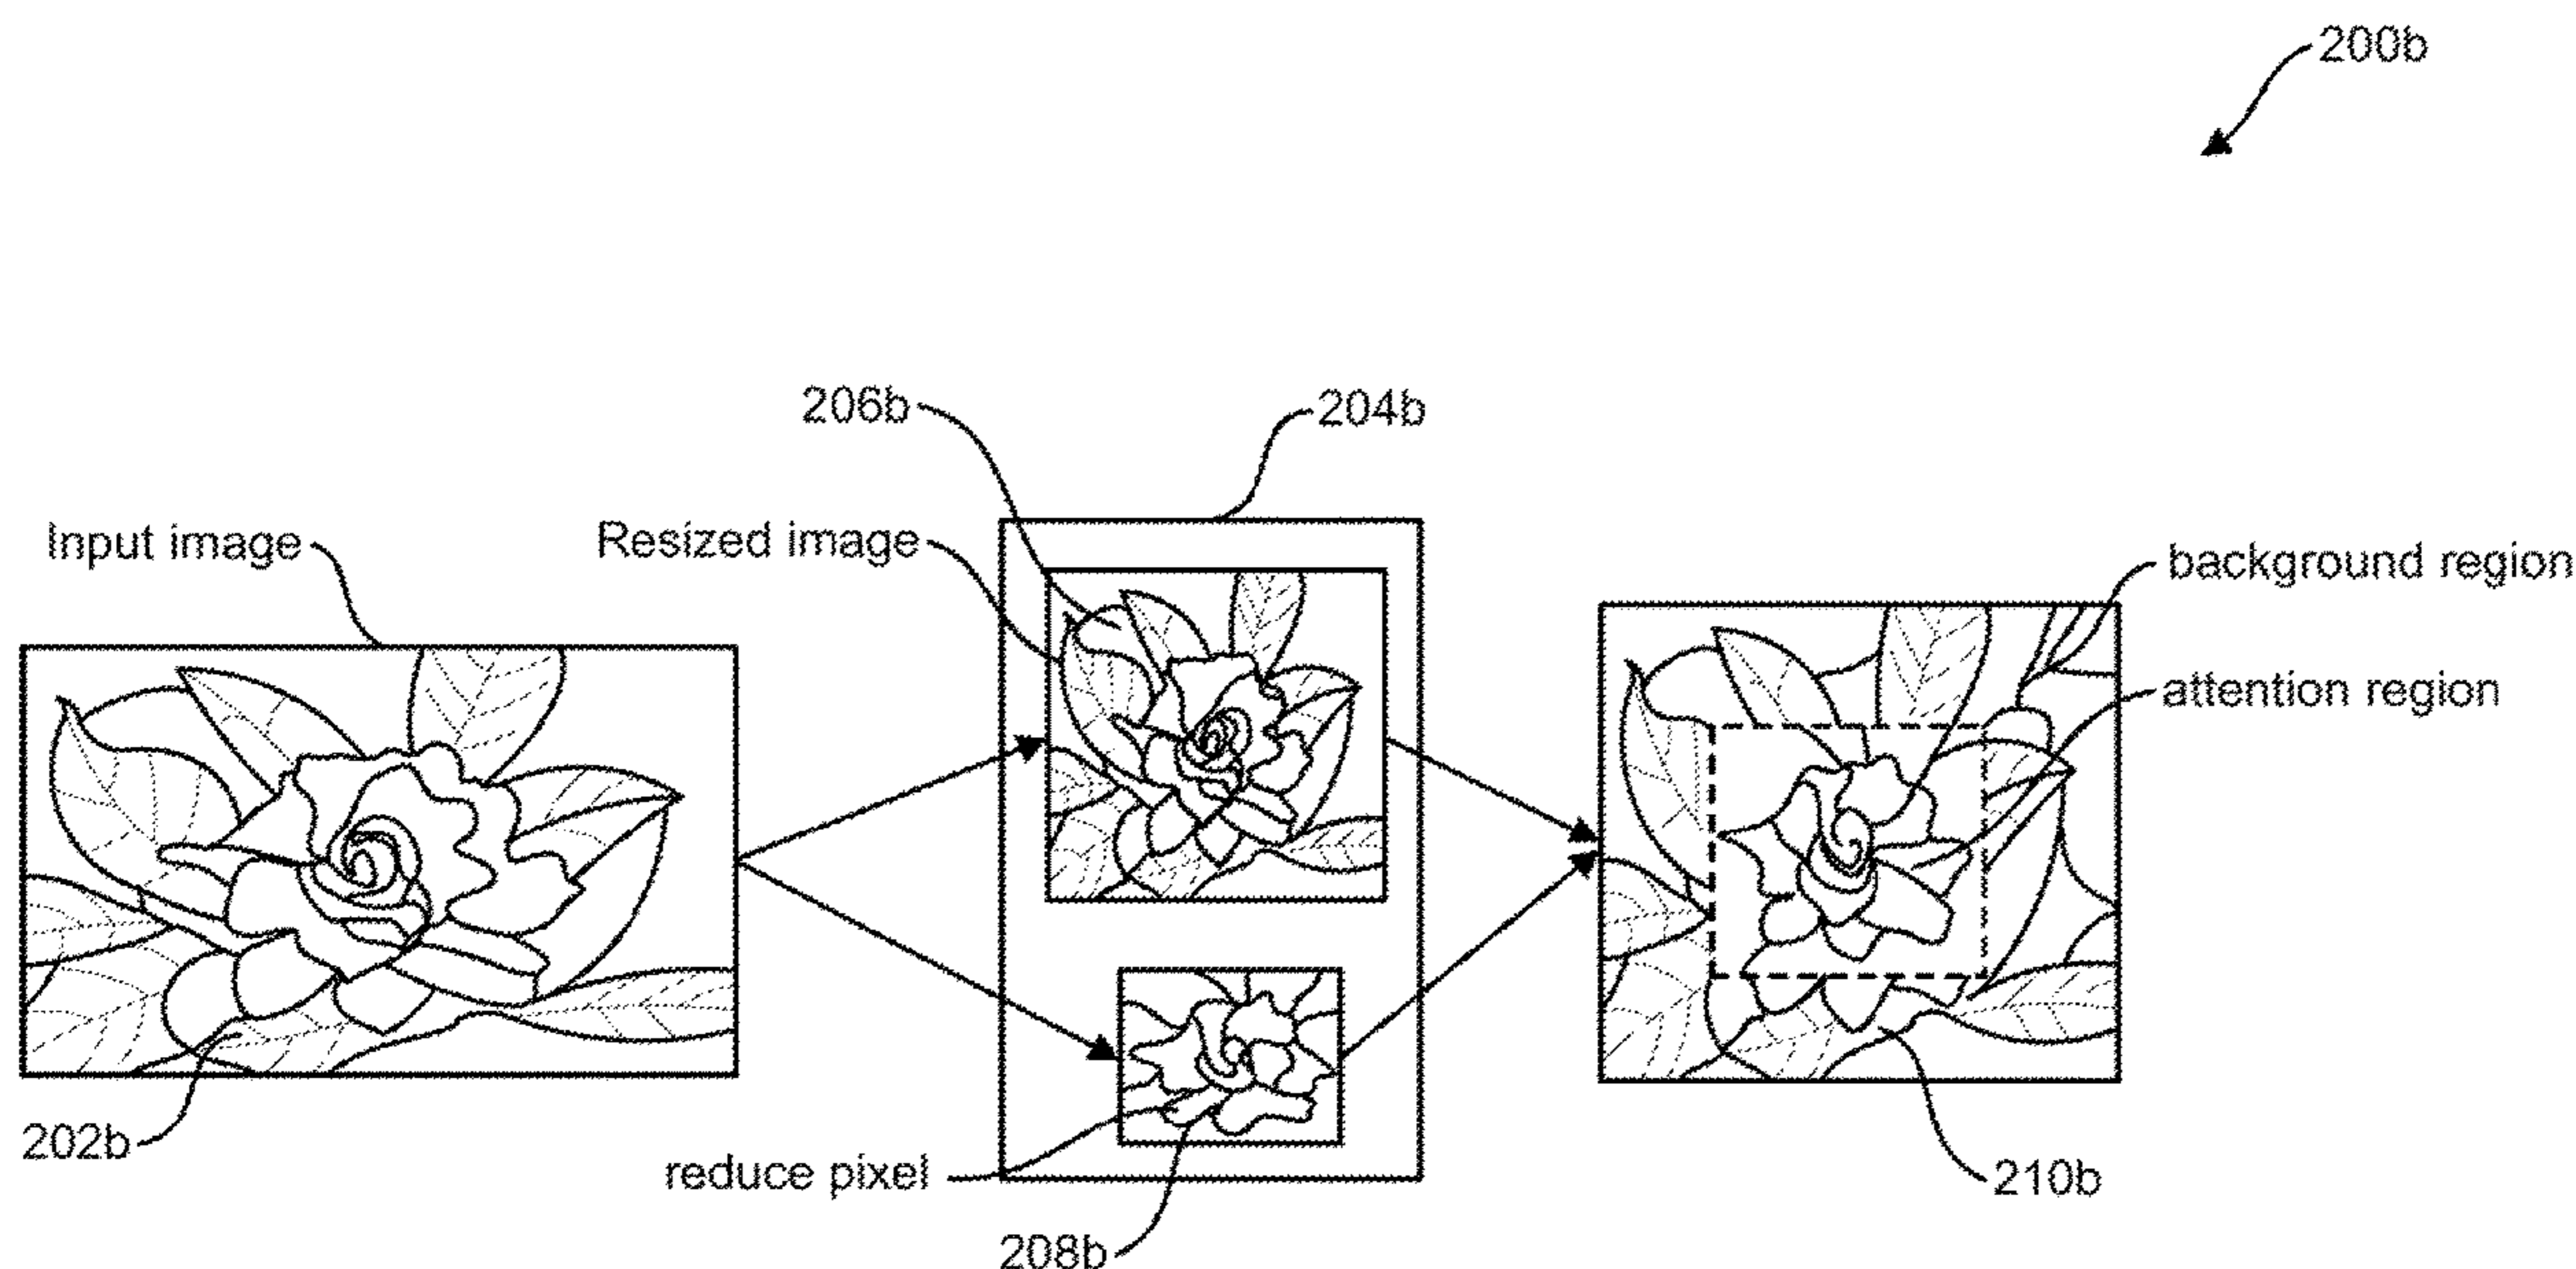 200b
206b
204b
Input image
Resized image
background region
attention region
202b
reduce pixel
210b
208b